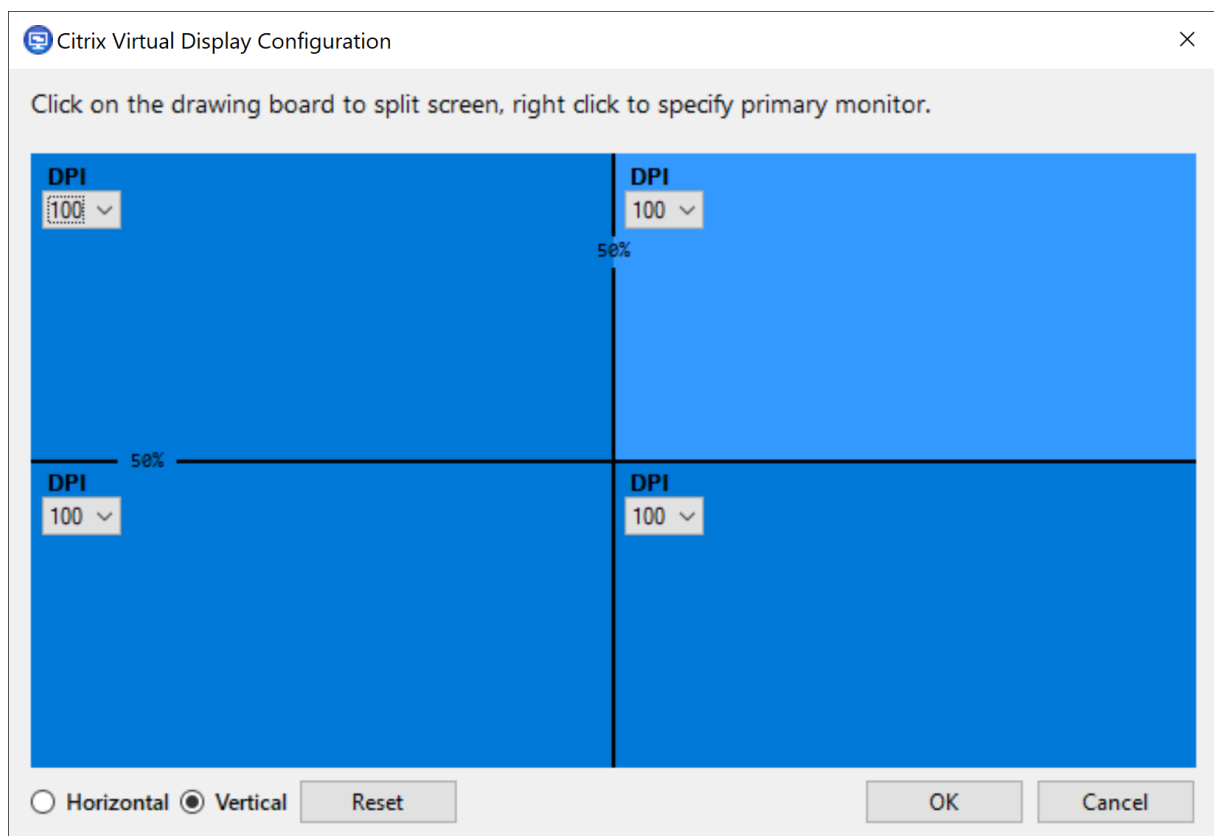 Citrix Virtual Display Configuration
Click on the drawing board to split screen, right click to specify primary monitor.
DPI
100
DPI
100
50%
50%
DPI
100
DPI
100
Horizontal Vertical Reset OK Cancel